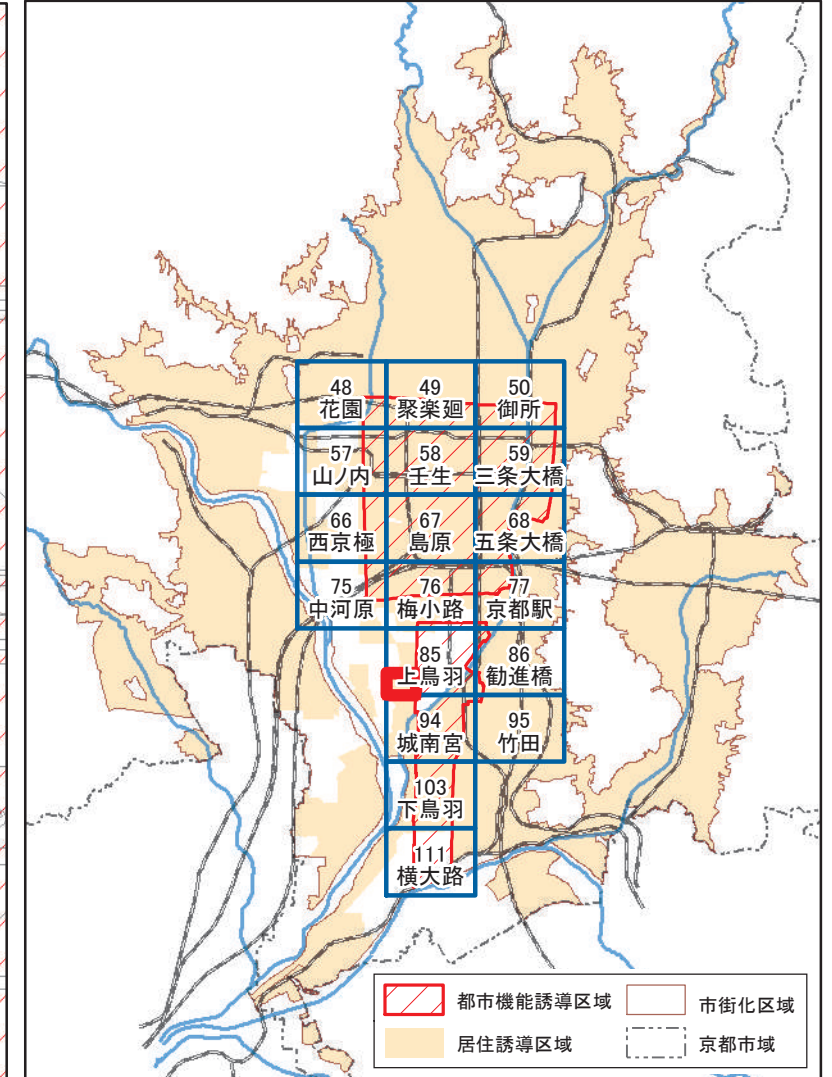 48
花園
49
聚楽廻
50
御所
57
山ノ内
58
壬生
59
三条大橋
66
西京極
67
島原
68
五条大橋
75
中河原
76
梅小路
77
京都駅
85
上鳥羽
86
勧進橋
94
城南宮
95
竹田
103
下鳥羽
111
横大路
都市機能誘導区域
市街化区域
居住誘導区域
京都市域